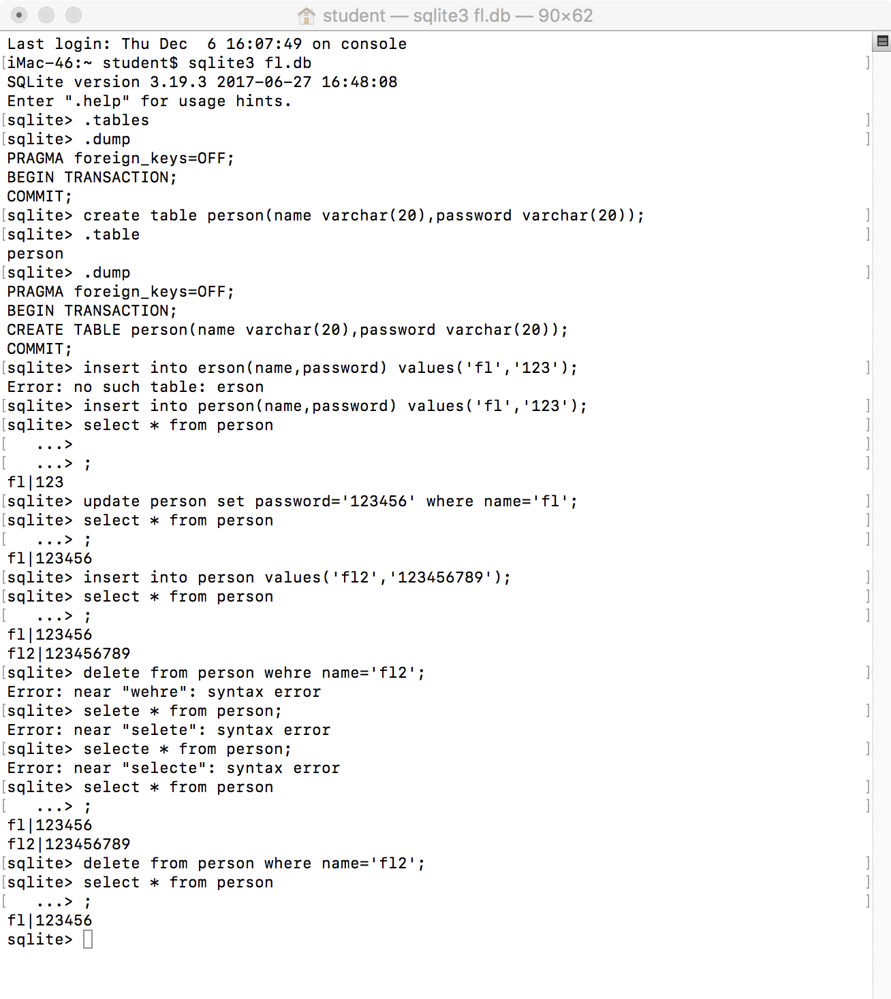 student — sqlite3 fl.db — 90×62
Last login: Thu Dec  6 16:07:49 on console
[iMac-46:~ student$ sqlite3 fl.db ]
SQLite version 3.19.3 2017-06-27 16:48:08
Enter ".help" for usage hints.
[sqlite> .tables ]
[sqlite> .dump ]
PRAGMA foreign_keys=OFF;
BEGIN TRANSACTION;
COMMIT;
[sqlite> create table person(name varchar(20),password varchar(20)); ]
[sqlite> .table ]
person
[sqlite> .dump ]
PRAGMA foreign_keys=OFF;
BEGIN TRANSACTION;
CREATE TABLE person(name varchar(20),password varchar(20));
COMMIT;
[sqlite> insert into erson(name,password) values('fl','123'); ]
Error: no such table: erson
[sqlite> insert into person(name,password) values('fl','123'); ]
[sqlite> select * from person ]
[   ...> ]
[   ...> ; ]
fl|123
[sqlite> update person set password='123456' where name='fl'; ]
[sqlite> select * from person ]
[   ...> ; ]
fl|123456
[sqlite> insert into person values('fl2','123456789'); ]
[sqlite> select * from person ]
[   ...> ; ]
fl|123456
fl2|123456789
[sqlite> delete from person wehre name='fl2'; ]
Error: near "wehre": syntax error
[sqlite> selete * from person; ]
Error: near "selete": syntax error
[sqlite> selecte * from person; ]
Error: near "selecte": syntax error
[sqlite> select * from person ]
[   ...> ; ]
fl|123456
fl2|123456789
[sqlite> delete from person where name='fl2'; ]
[sqlite> select * from person ]
[   ...> ; ]
fl|123456
sqlite>